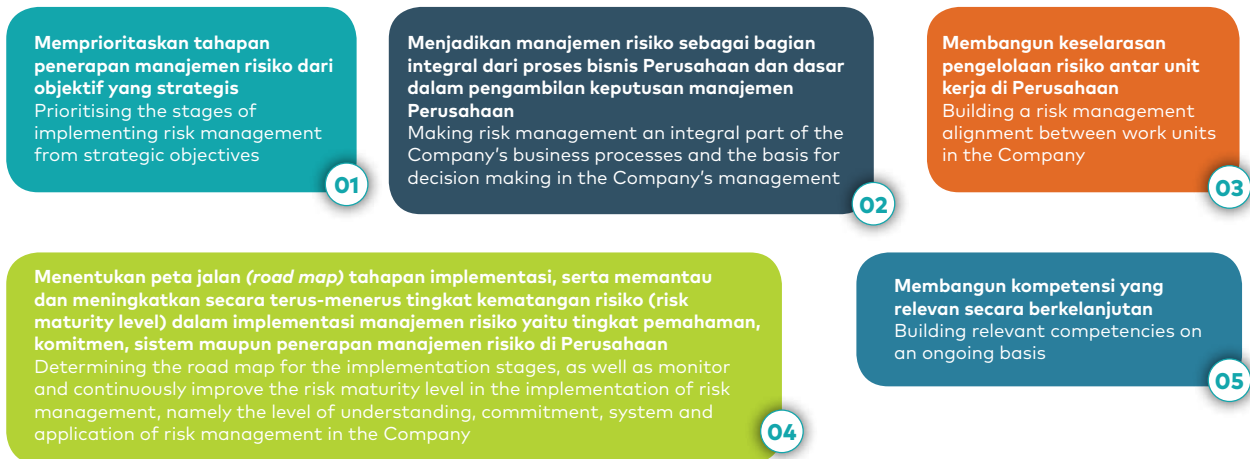 Memprioritaskan tahapan
penerapan manajemen risiko dari
objektif yang strategis
Prioritising the stages of
implementing risk management
from strategic objectives
01
Menjadikan manajemen risiko sebagai bagian
integral dari proses bisnis Perusahaan dan dasar
dalam pengambilan keputusan manajemen
Perusahaan
Making risk management an integral part of the
Company’s business processes and the basis for
decision making in the Company’s management
02
Membangun keselarasan
pengelolaan risiko antar unit
kerja di Perusahaan
Building a risk management
alignment between work units
in the Company
03
Menentukan peta jalan (road map) tahapan implementasi, serta memantau
dan meningkatkan secara terus-menerus tingkat kematangan risiko (risk
maturity level) dalam implementasi manajemen risiko yaitu tingkat pemahaman,
komitmen, sistem maupun penerapan manajemen risiko di Perusahaan
Determining the road map for the implementation stages, as well as monitor
and continuously improve the risk maturity level in the implementation of risk
management, namely the level of understanding, commitment, system and
application of risk management in the Company
04
Membangun kompetensi yang
relevan secara berkelanjutan
Building relevant competencies on
an ongoing basis
05